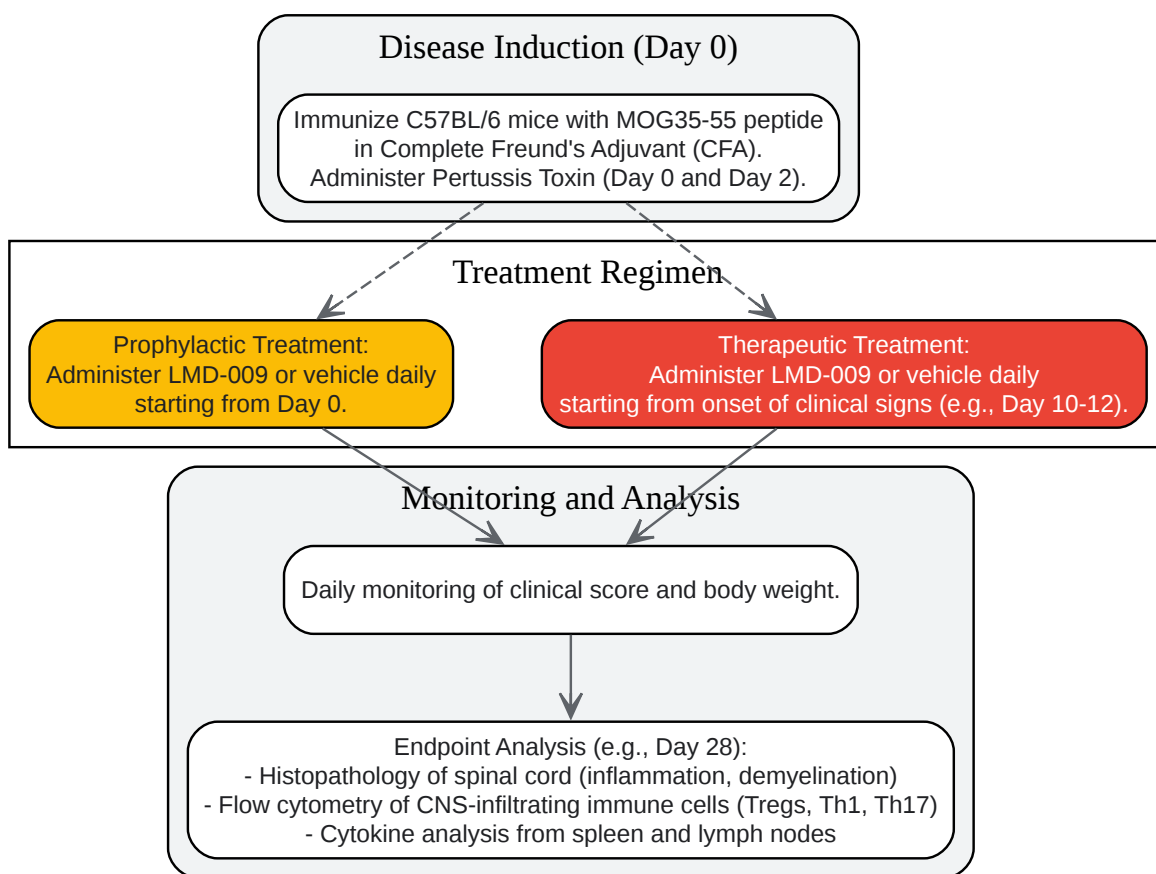 Disease Induction (Day 0)
Immunize C57BL/6 mice with MOG35-55 peptide
in Complete Freund's Adjuvant (CFA).
Administer Pertussis Toxin (Day 0 and Day 2).
Treatment Regimen
Prophylactic Treatment:
Administer LMD-009 or vehicle daily
starting from Day 0.
Therapeutic Treatment:
Administer LMD-009 or vehicle daily
starting from onset of clinical signs (e.g., Day 10-12).
Monitoring and Analysis
Daily monitoring of clinical score and body weight.
Endpoint Analysis (e.g., Day 28):
- Histopathology of spinal cord (inflammation, demyelination)
- Flow cytometry of CNS-infiltrating immune cells (Tregs, Th1, Th17)
- Cytokine analysis from spleen and lymph nodes